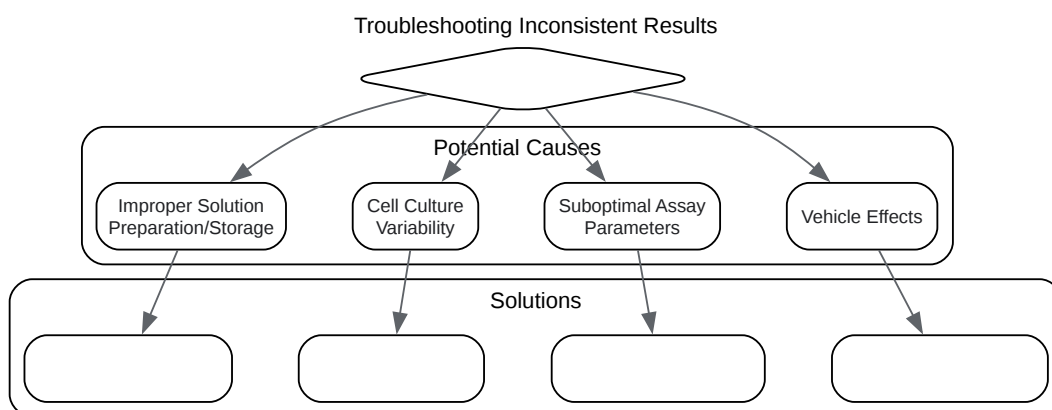 Troubleshooting Inconsistent Results
Potential Causes
Improper Solution
Preparation/Storage
Cell Culture
Variability
Suboptimal Assay
Parameters
Vehicle Effects
Solutions